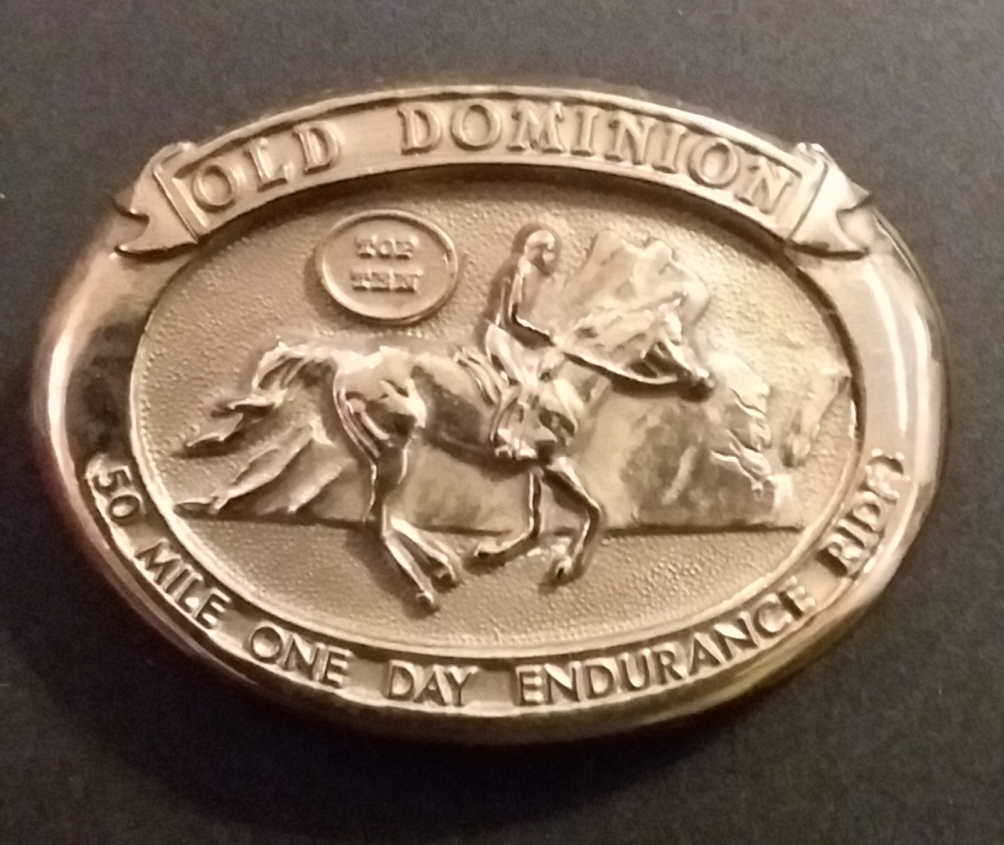 OLD DOMINION
TOP
TEN
50 MILE ONE DAY ENDURANCE RIDE